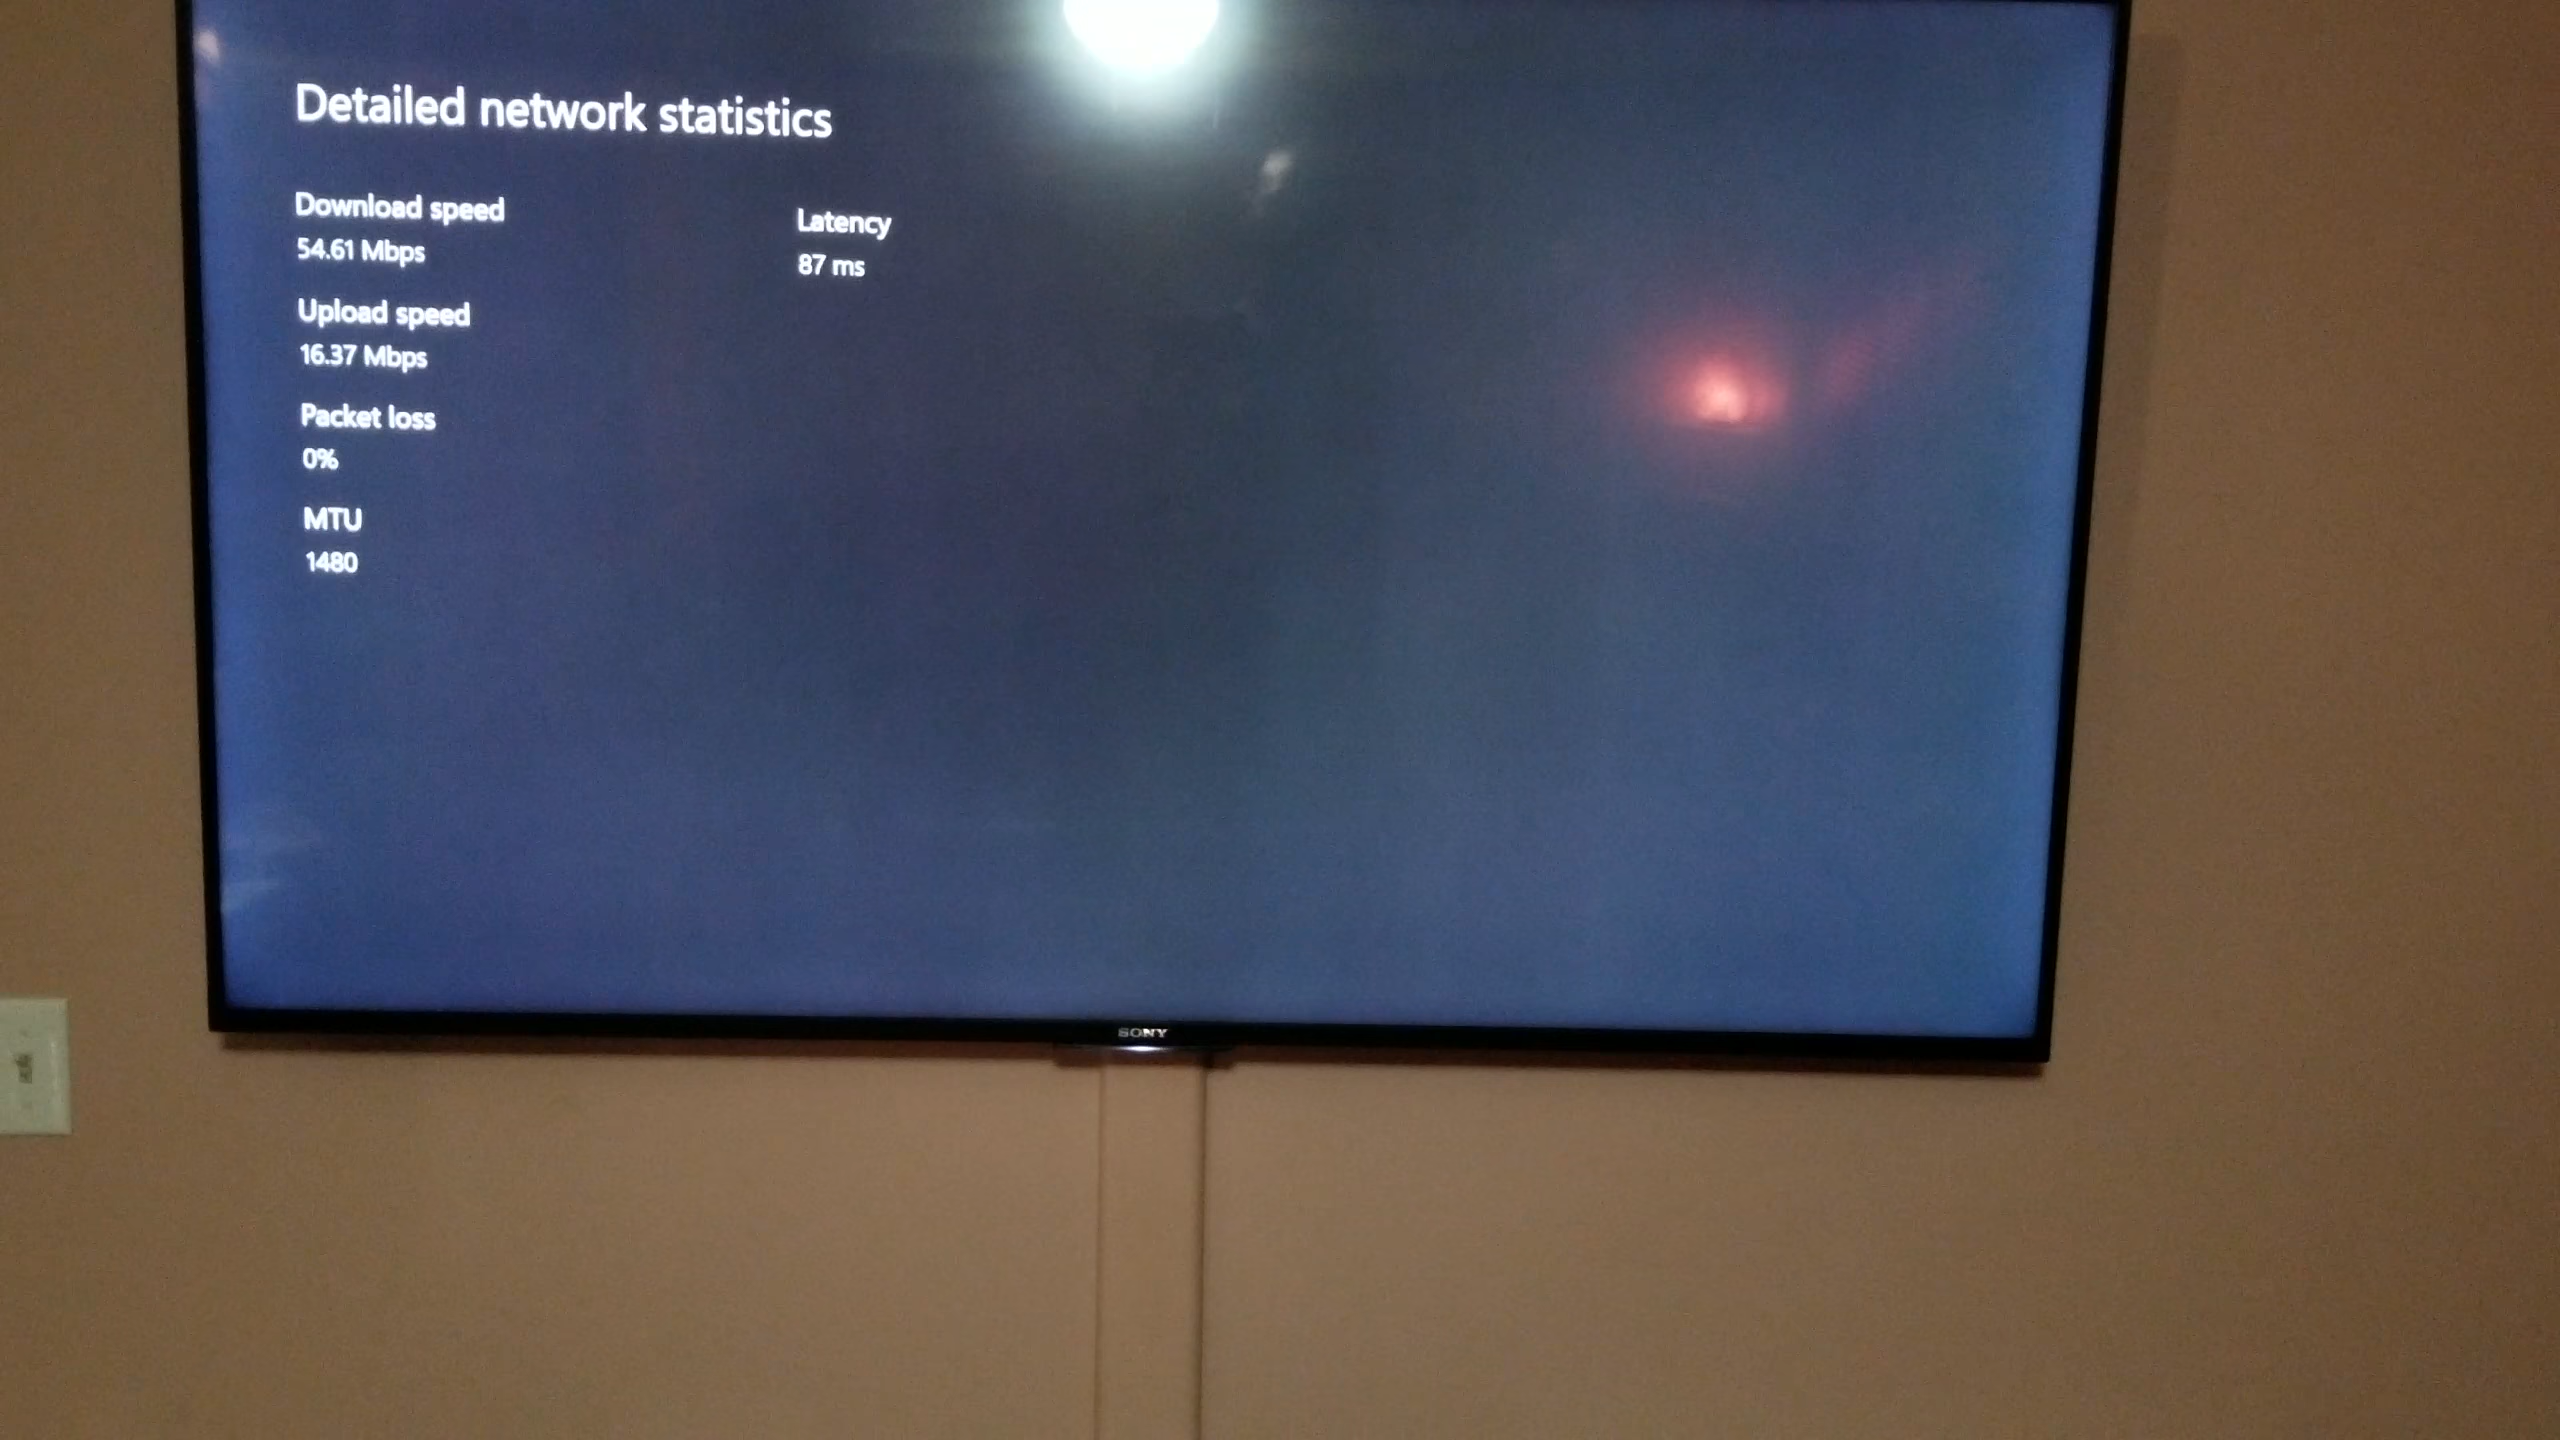 Detailed network statistics
Download speed
54.61 Mbps
Upload speed
16.37 Mbps
Packet loss
0%
MTU
1480
Latency
87 ms
SONY